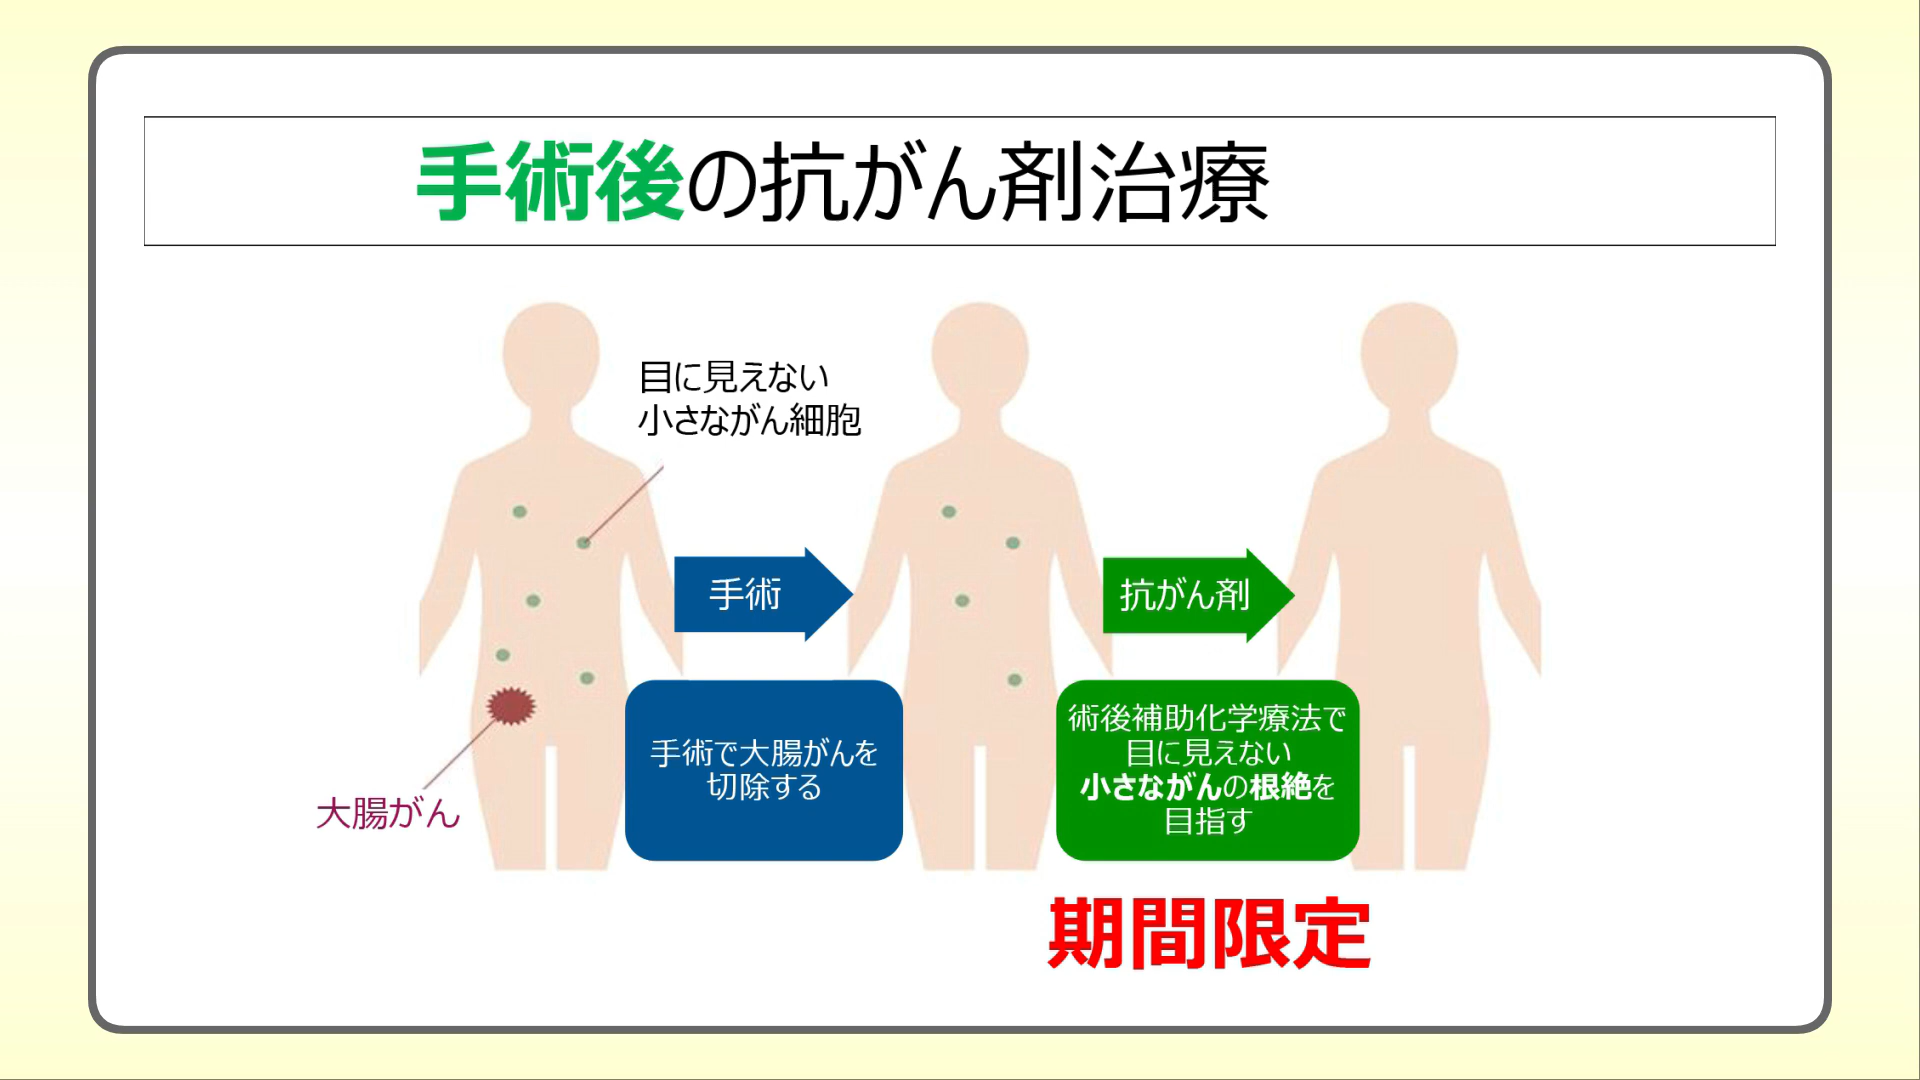 手術後の抗がん剤治療
目に見えない
小さながん細胞
手術
抗がん剤
手術で大腸がんを
切除する
術後補助化学療法で
目に見えない
小さながんの根絶を
目指す
大腸がん
期間限定